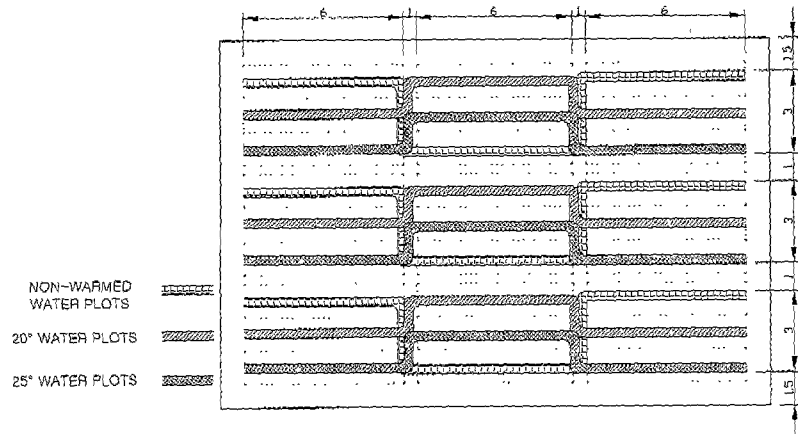 6 1 6 1 6
1.5
3
1
3
1
3
1.5
NON-WARMED
WATER PLOTS
20° WATER PLOTS
25° WATER PLOTS